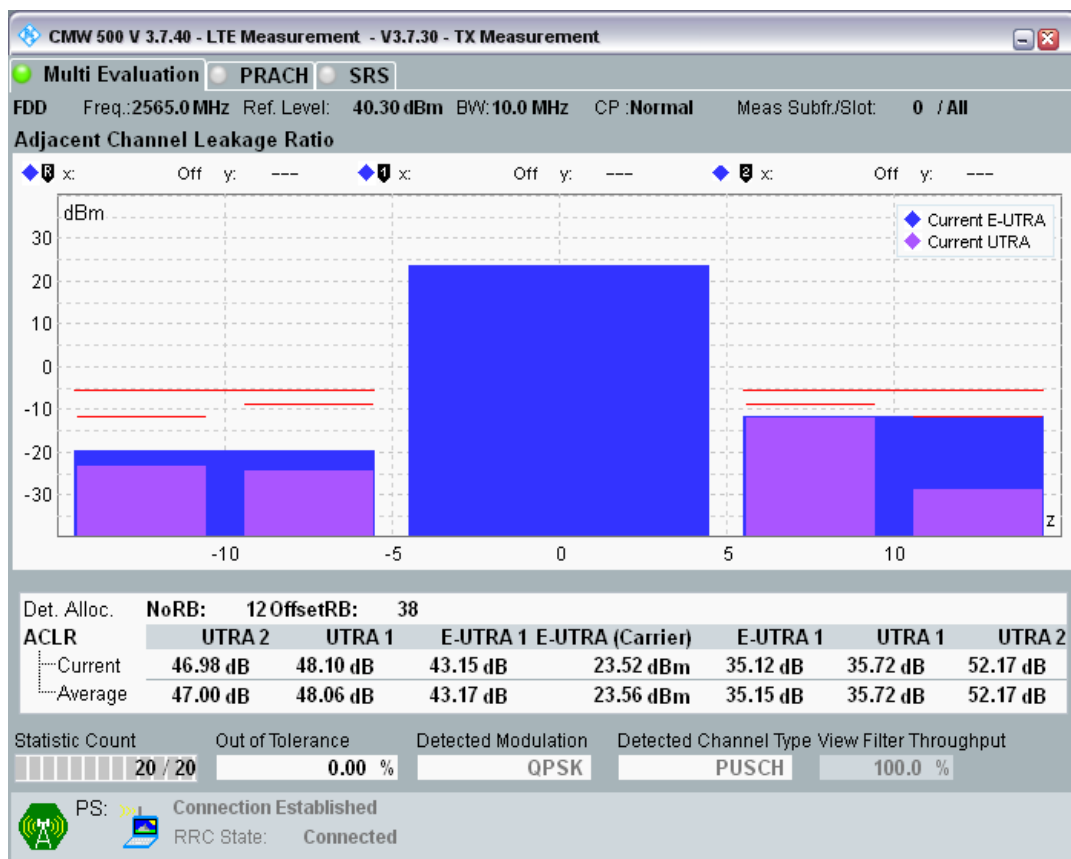 CMW 500 V 3.7.40 - LTE Measurement - V3.7.30 - TX Measurement
Multi Evaluation PRACH SRS
FDD Freq.:2565.0 MHz Ref. Level: 40.30 dBm BW:10.0 MHz CP :Normal Meas Subfr./Slot: 0 / All
Adjacent Channel Leakage Ratio
R x: Off y: --- 1 x: Off y: --- 2 x: Off y: ---
dBm
Current E-UTRA
Current UTRA
30
20
10
0
-10
-20
-30
z
-10 -5 0 5 10
Det. Alloc. NoRB: 12 OffsetRB: 38
ACLR UTRA 2 UTRA 1 E-UTRA 1 E-UTRA (Carrier) E-UTRA 1 UTRA 1 UTRA 2
Current 46.98 dB 48.10 dB 43.15 dB 23.52 dBm 35.12 dB 35.72 dB 52.17 dB
Average 47.00 dB 48.06 dB 43.17 dB 23.56 dBm 35.15 dB 35.72 dB 52.17 dB
Statistic Count Out of Tolerance Detected Modulation Detected Channel Type View Filter Throughput
20 / 20 0.00 % QPSK PUSCH 100.0 %
PS: Connection Established
RRC State: Connected